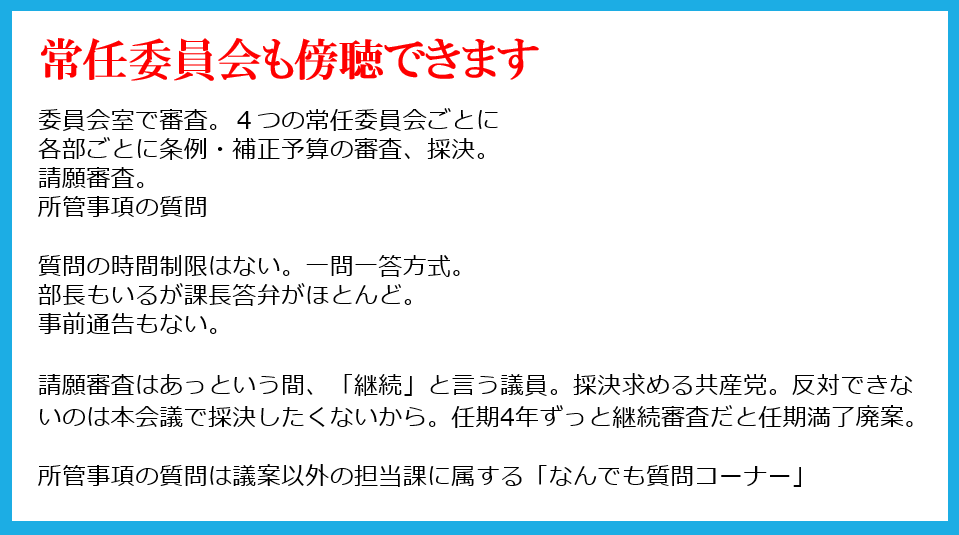 常任委員会も傍聴できます
委員会室で審査。４つの常任委員会ごとに
各部ごとに条例・補正予算の審査、採決。
請願審査。
所管事項の質問
質問の時間制限はない。一問一答方式。
部長もいるが課長答弁がほとんど。
事前通告もない。
請願審査はあっという間、「継続」と言う議員。採決求める共産党。反対できな
いのは本会議で採決したくないから。任期4年ずっと継続審査だと任期満了廃案。
所管事項の質問は議案以外の担当課に属する「なんでも質問コーナー」